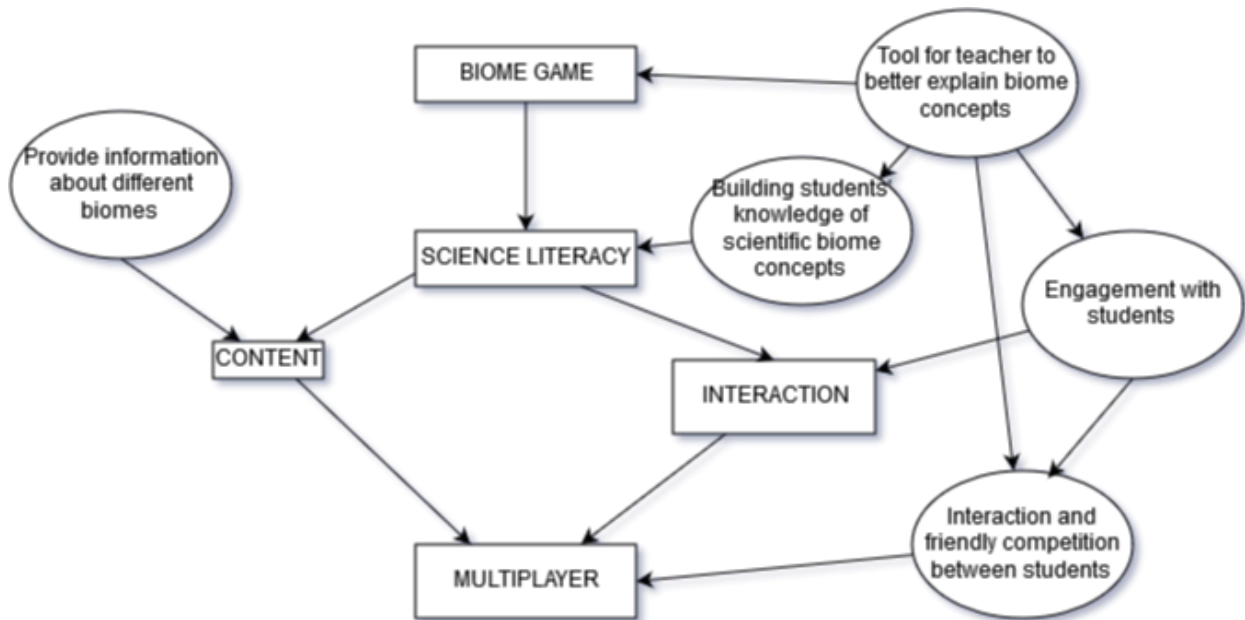 BIOME GAME
Tool for teacher to
better explain biome
concepts
Provide information
about different
biomes
Building students'
knowledge of
scientific biome
concepts
SCIENCE LITERACY
Engagement with
students
CONTENT
INTERACTION
Interaction and
friendly competition
between students
MULTIPLAYER